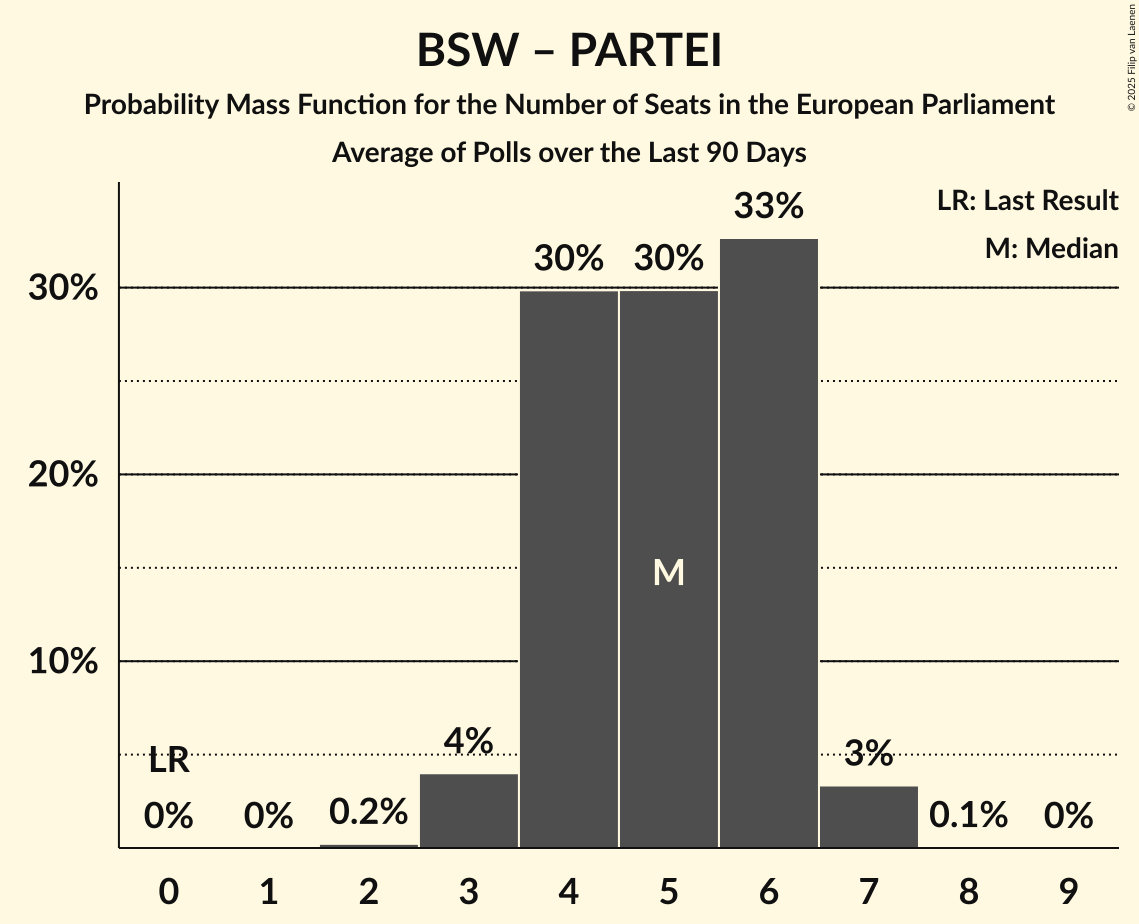 BSW – PARTEI
Probability Mass Function for the Number of Seats in the European Parliament
Average of Polls over the Last 90 Days
© 2025 Filip van Laenen
LR: Last Result
M: Median
33%
30% 30%
30%
20%
M
10%
4%
3%
LR
0% 0% 0.2% 0.1% 0%
0 1 2 3 4 5 6 7 8 9